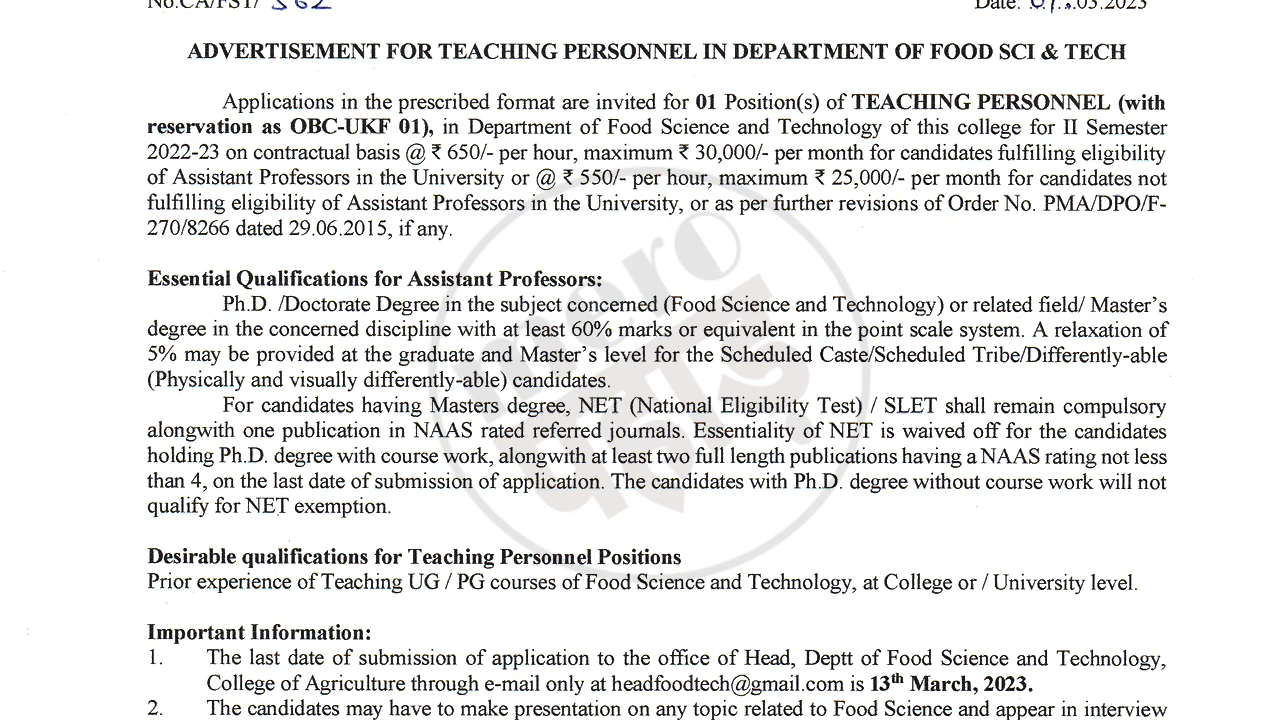 No.CA/FST/ 562 Date: 01.03.2023
ADVERTISEMENT FOR TEACHING PERSONNEL IN DEPARTMENT OF FOOD SCI & TECH
Applications in the prescribed format are invited for 01 Position(s) of TEACHING PERSONNEL (with
reservation as OBC-UKF 01), in Department of Food Science and Technology of this college for II Semester
2022-23 on contractual basis @ ₹ 650/- per hour, maximum ₹ 30,000/- per month for candidates fulfilling eligibility
of Assistant Professors in the University or @ ₹ 550/- per hour, maximum ₹ 25,000/- per month for candidates not
fulfilling eligibility of Assistant Professors in the University, or as per further revisions of Order No. PMA/DPO/F-
270/8266 dated 29.06.2015, if any.
Essential Qualifications for Assistant Professors:
Ph.D. /Doctorate Degree in the subject concerned (Food Science and Technology) or related field/ Master's
degree in the concerned discipline with at least 60% marks or equivalent in the point scale system. A relaxation of
5% may be provided at the graduate and Master's level for the Scheduled Caste/Scheduled Tribe/Differently-able
(Physically and visually differently-able) candidates.
For candidates having Masters degree, NET (National Eligibility Test) / SLET shall remain compulsory
alongwith one publication in NAAS rated referred journals. Essentiality of NET is waived off for the candidates
holding Ph.D. degree with course work, alongwith at least two full length publications having a NAAS rating not less
than 4, on the last date of submission of application. The candidates with Ph.D. degree without course work will not
qualify for NET exemption.
Desirable qualifications for Teaching Personnel Positions
Prior experience of Teaching UG / PG courses of Food Science and Technology, at College or / University level.
Important Information:
1. The last date of submission of application to the office of Head, Deptt of Food Science and Technology,
College of Agriculture through e-mail only at headfoodtech@gmail.com is 13th March, 2023.
2. The candidates may have to make presentation on any topic related to Food Science and appear in interview
mero
पहाड़